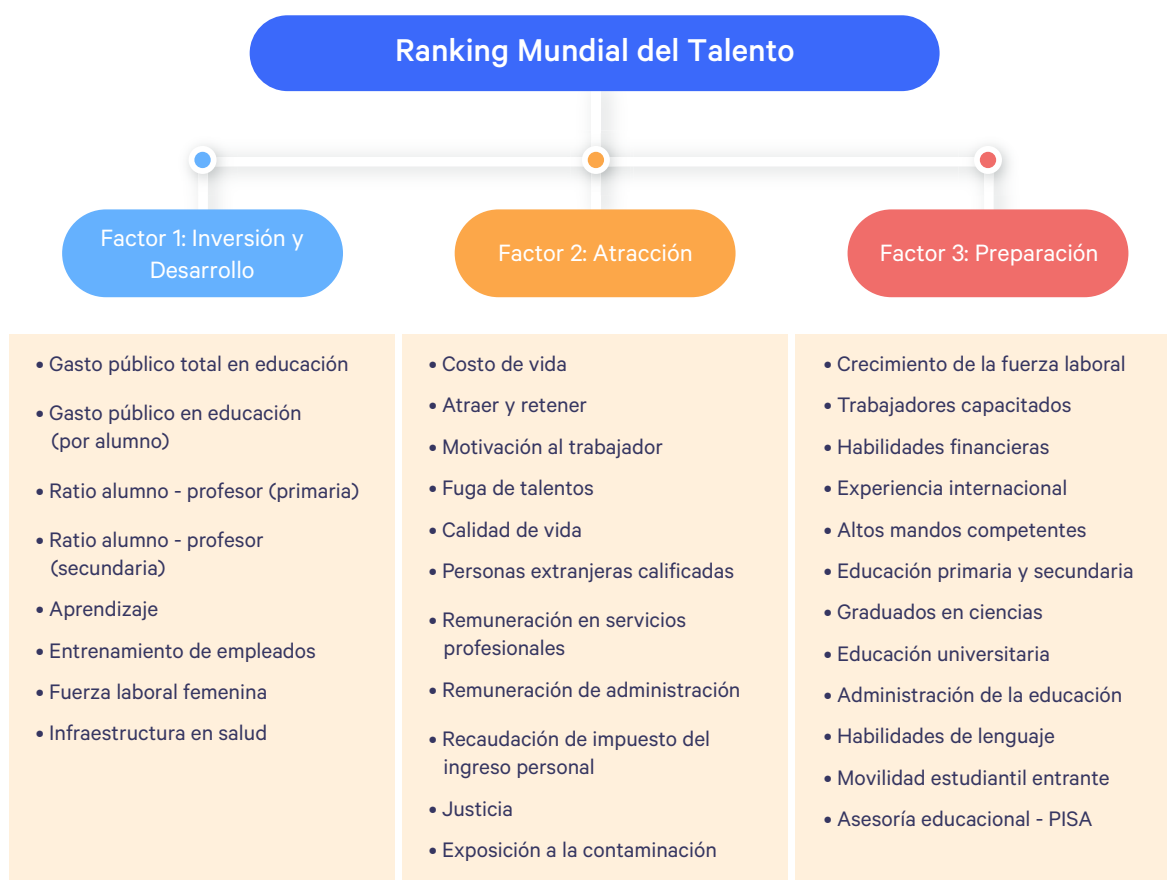 Ranking Mundial del Talento
Factor 1: Inversión y
Desarrollo
• Gasto público total en educación
• Gasto público en educación
(por alumno)
• Ratio alumno - profesor (primaria)
• Ratio alumno - profesor
(secundaria)
• Aprendizaje
• Entrenamiento de empleados
• Fuerza laboral femenina
• Infraestructura en salud
Factor 2: Atracción
• Costo de vida
• Atraer y retener
• Motivación al trabajador
• Fuga de talentos
• Calidad de vida
• Personas extranjeras calificadas
• Remuneración en servicios
profesionales
• Remuneración de administración
• Recaudación de impuesto del
ingreso personal
• Justicia
• Exposición a la contaminación
Factor 3: Preparación
• Crecimiento de la fuerza laboral
• Trabajadores capacitados
• Habilidades financieras
• Experiencia internacional
• Altos mandos competentes
• Educación primaria y secundaria
• Graduados en ciencias
• Educación universitaria
• Administración de la educación
• Habilidades de lenguaje
• Movilidad estudiantil entrante
• Asesoría educacional - PISA